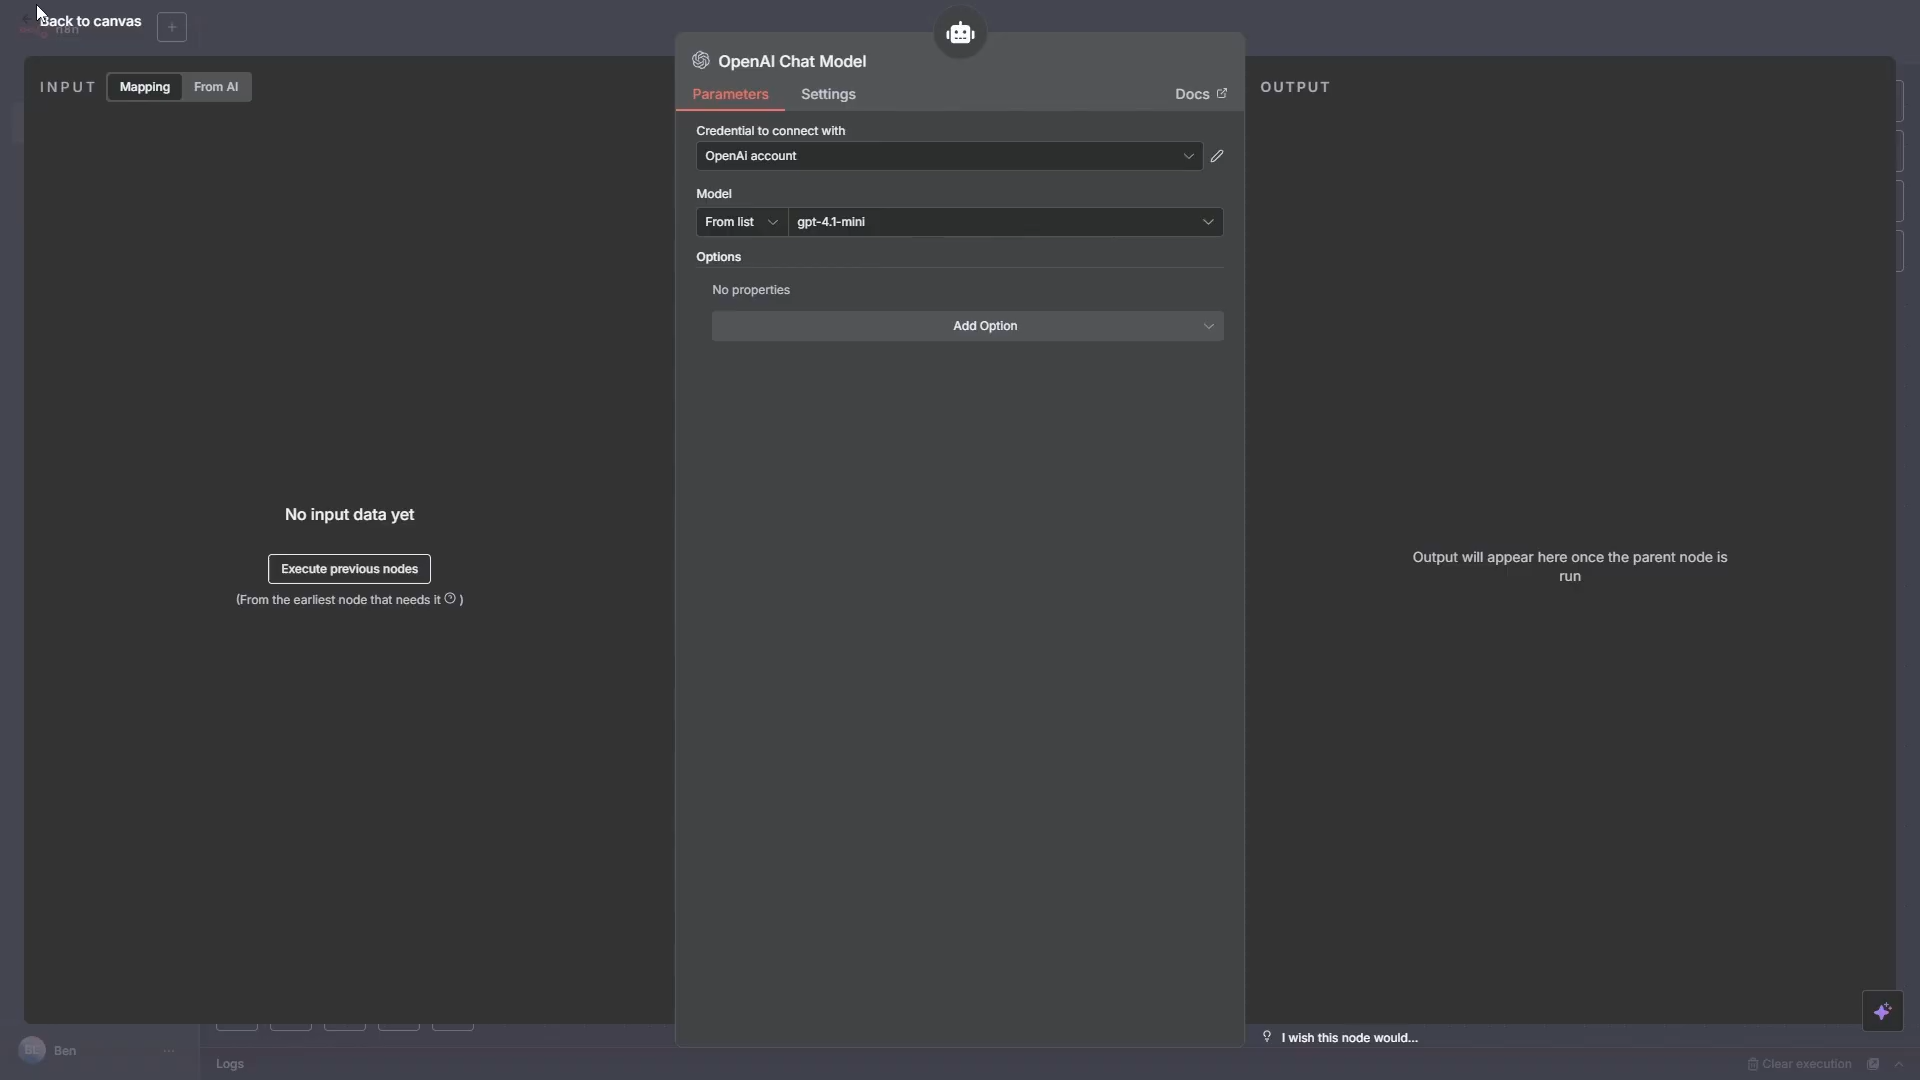 Back to canvas
n8n
INPUT
Mapping
From AI
No input data yet
Execute previous nodes
(From the earliest node that needs it )
OpenAI Chat Model
Parameters
Settings
Docs
Credential to connect with
OpenAi account
Model
From list
gpt-4.1-mini
Options
No properties
Add Option
OUTPUT
Output will appear here once the parent node is
run
I wish this node would...
Ben
Logs
Clear execution